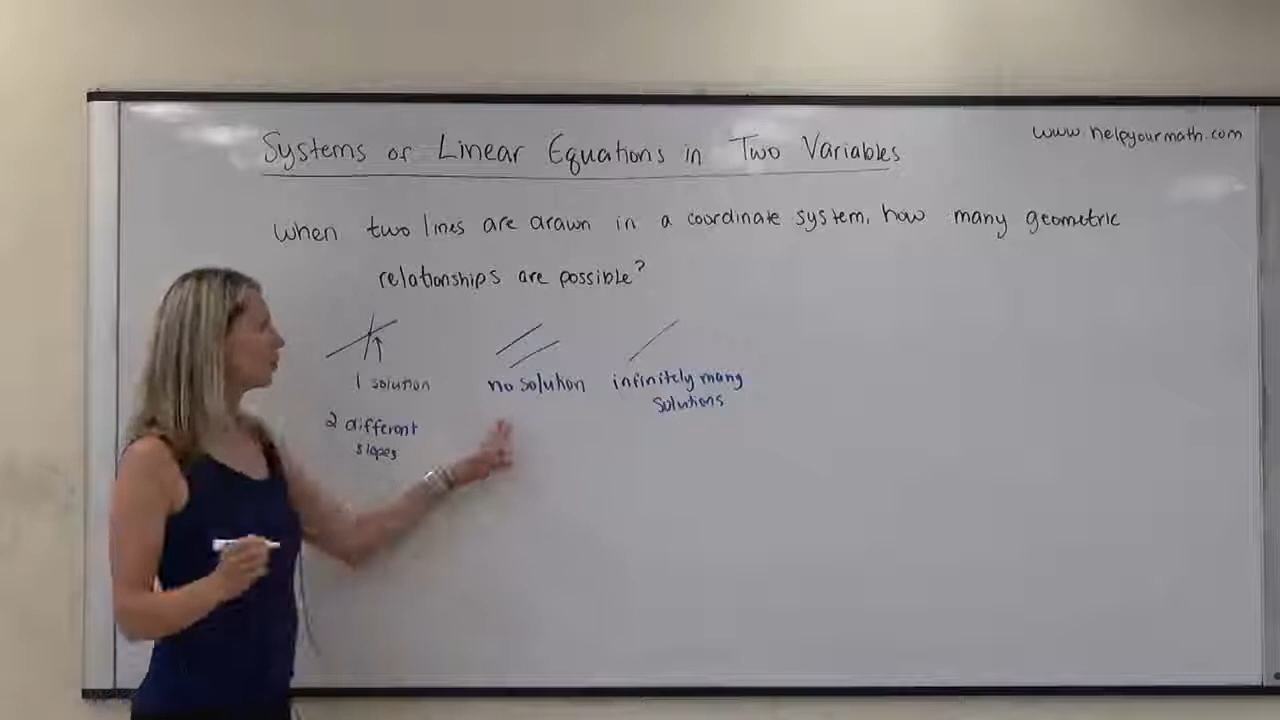 www.helpyourmath.com
Systems of Linear Equations in Two Variables
When two lines are drawn in a coordinate system, how many geometric
relationships are possible?
1 solution
no solution
infinitely many
solutions
2 different
slopes